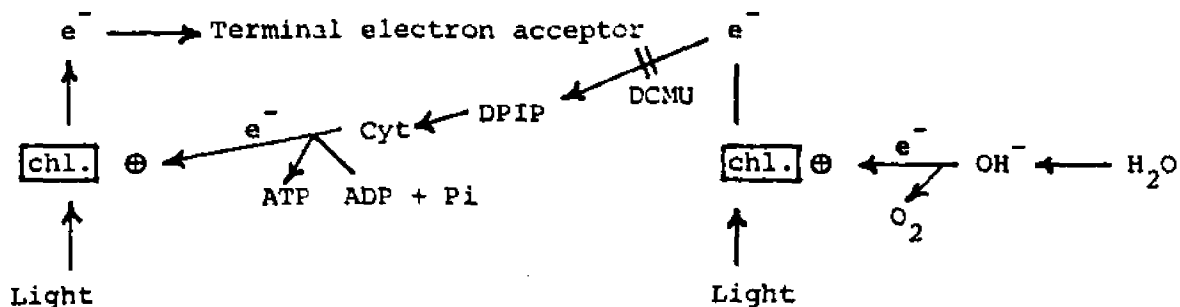 e⁻ → Terminal electron acceptor e⁻
DCMU
DPIP
e⁻ Cyt e⁻
chl. ⊕ chl. ⊕ OH⁻ H₂O
ATP ADP + Pi
O₂
Light Light